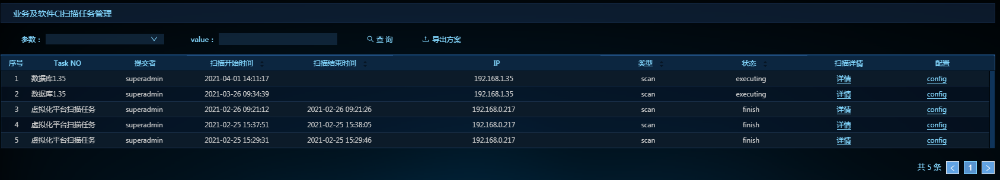 业务及软件CI扫描任务管理
参数： value： 查 询 导出方案
序号 Task NO 提交者 扫描开始时间 扫描结束时间 IP 类型 状态 扫描详情 配置
1 数据库1.35 superadmin 2021-04-01 14:11:17 192.168.1.35 scan executing 详情 config
2 数据库1.35 superadmin 2021-03-26 09:34:39 192.168.1.35 scan executing 详情 config
3 虚拟化平台扫描任务 superadmin 2021-02-26 09:21:12 2021-02-26 09:21:26 192.168.0.217 scan finish 详情 config
4 虚拟化平台扫描任务 superadmin 2021-02-25 15:37:51 2021-02-25 15:38:05 192.168.0.217 scan finish 详情 config
5 虚拟化平台扫描任务 superadmin 2021-02-25 15:29:31 2021-02-25 15:29:46 192.168.0.217 scan finish 详情 config
共 5 条 < 1 >